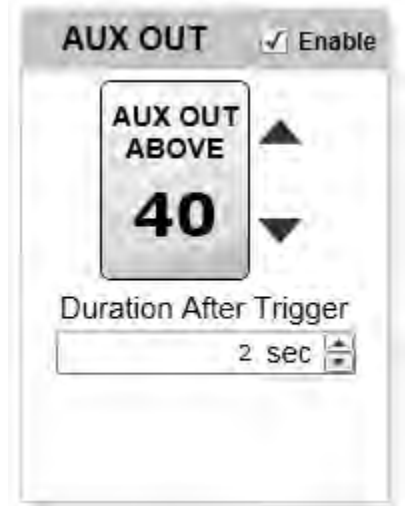 AUX OUT Enable
AUX OUT
ABOVE
40
Duration After Trigger
2 sec